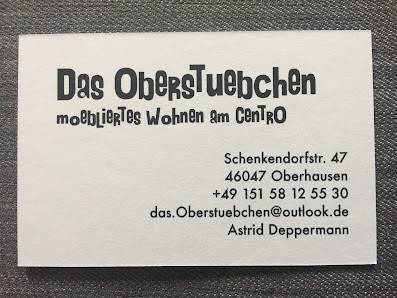 Das Oberstuebchen
moebliertes Wohnen am CentrO
Schenkendorfstr. 47
46047 Oberhausen
+49 151 58 12 55 30
das.Oberstuebchen@outlook.de
Astrid Deppermann